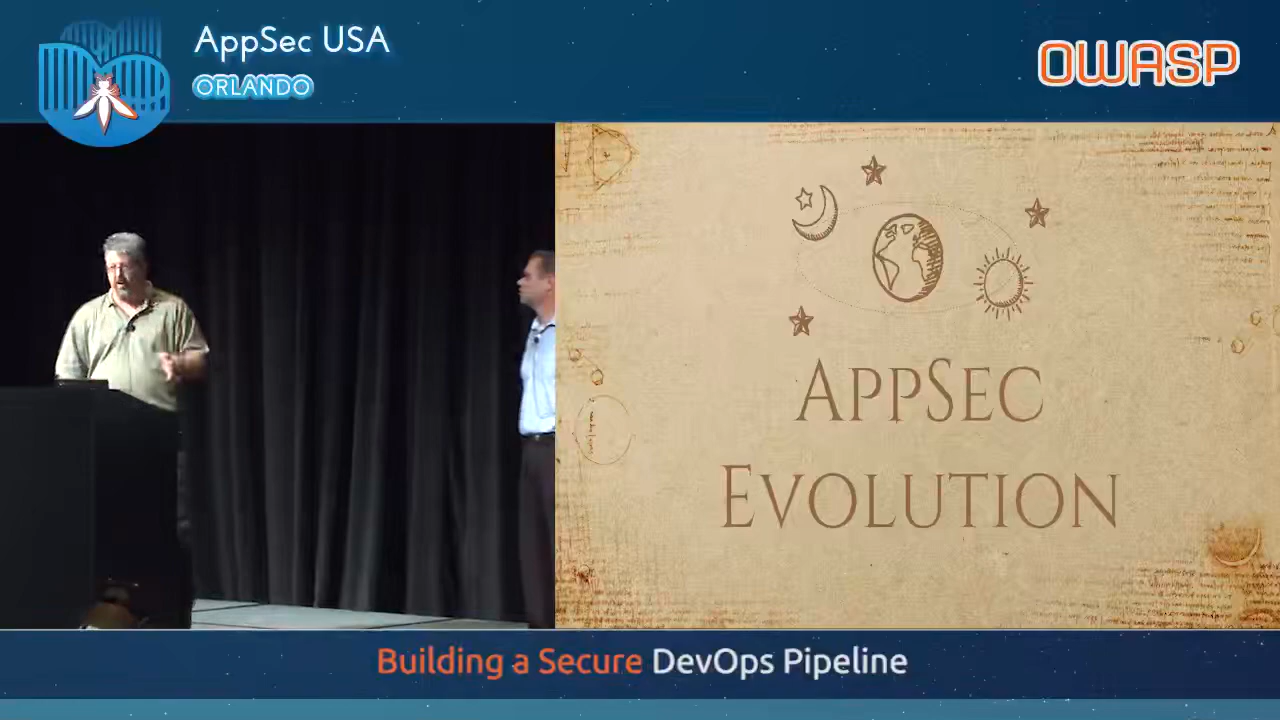 AppSec USA
ORLANDO
OWASP
APPSEC
EVOLUTION
Building a Secure DevOps Pipeline